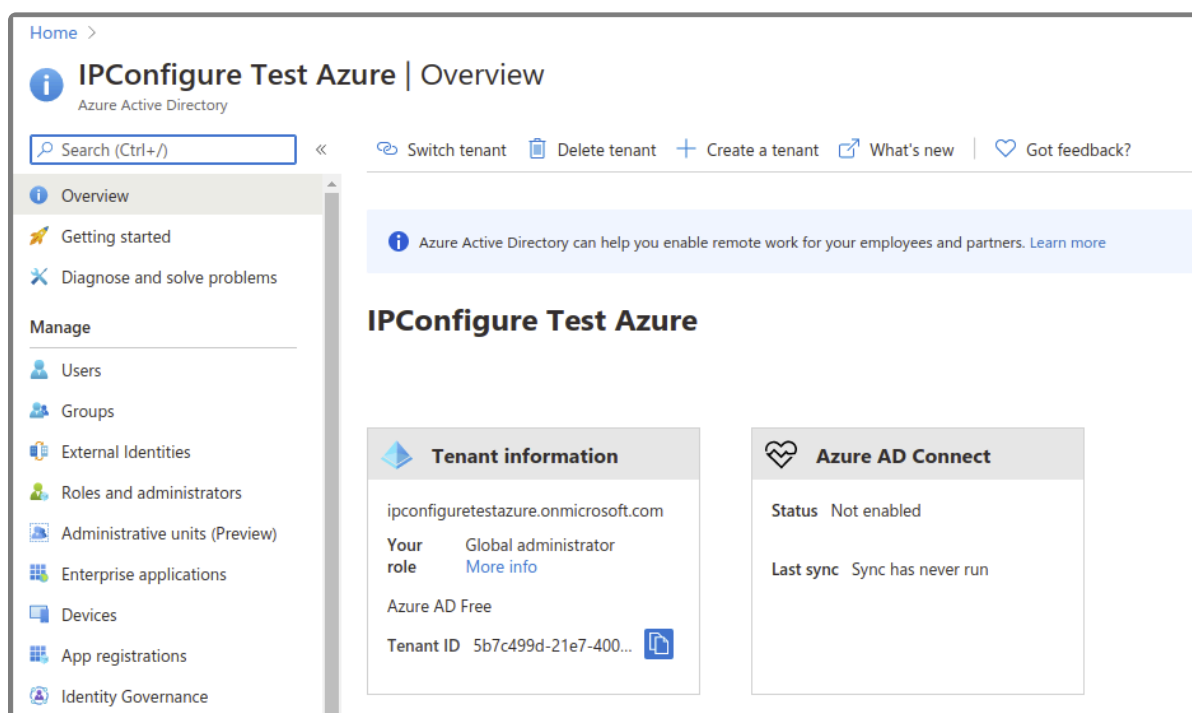 Home >
IPConfigure Test Azure | Overview
Azure Active Directory
Search (Ctrl+/)
«
Switch tenant Delete tenant Create a tenant What's new Got feedback?
Overview
Getting started
Diagnose and solve problems
Manage
Users
Groups
External Identities
Roles and administrators
Administrative units (Preview)
Enterprise applications
Devices
App registrations
Identity Governance
Azure Active Directory can help you enable remote work for your employees and partners. Learn more
IPConfigure Test Azure
Tenant information
ipconfiguretestazure.onmicrosoft.com
Your role Global administrator
More info
Azure AD Free
Tenant ID 5b7c499d-21e7-400...
Azure AD Connect
Status Not enabled
Last sync Sync has never run